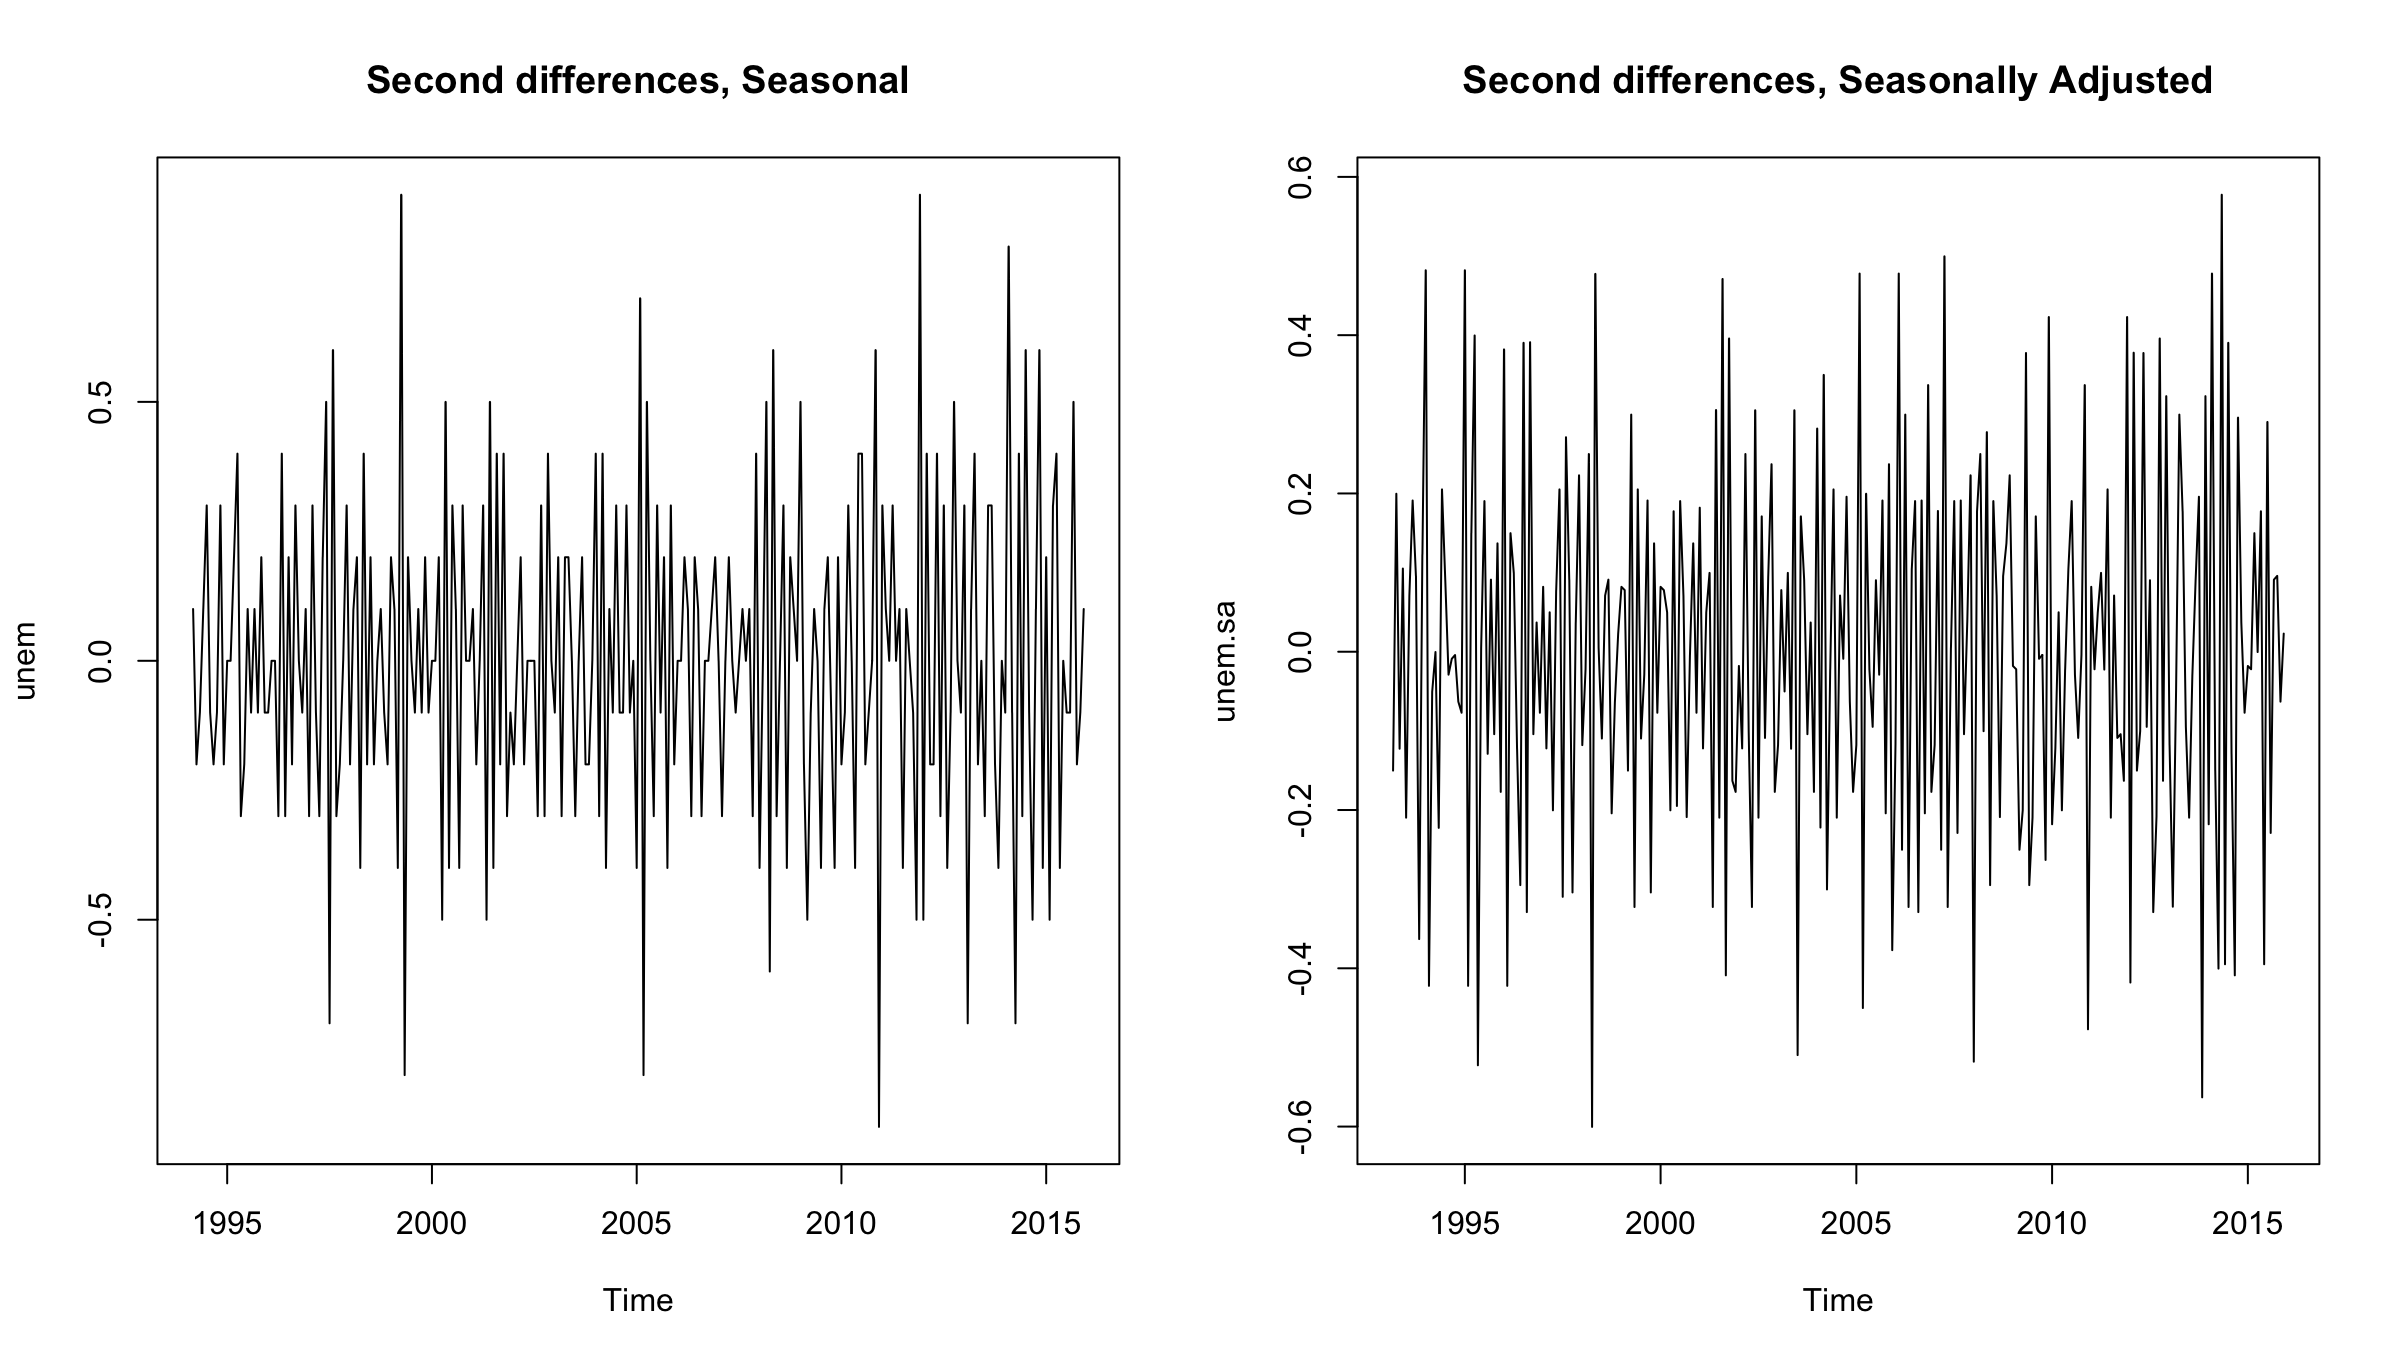 Second differences, Seasonal
unem
0.5
0.0
-0.5
1995 2000 2005 2010 2015
Time
Second differences, Seasonally Adjusted
unem.sa
0.6
0.4
0.2
0.0
-0.2
-0.4
-0.6
1995 2000 2005 2010 2015
Time